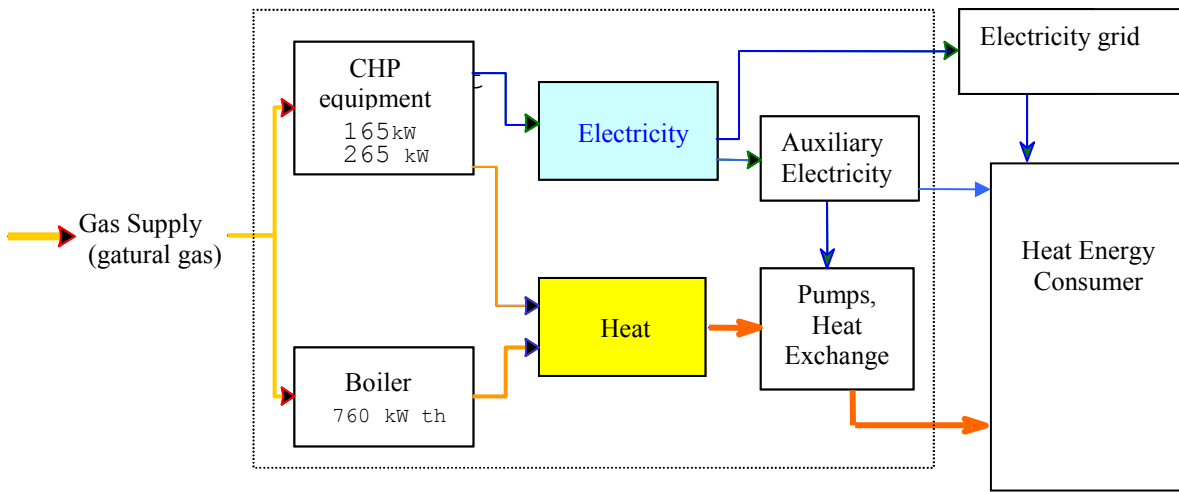 CHP
equipment
165kW
265 kW
Electricity
Electricity grid
Auxiliary
Electricity
Gas Supply
(gatural gas)
Heat
Pumps,
Heat
Exchange
Heat Energy
Consumer
Boiler
760 kW th